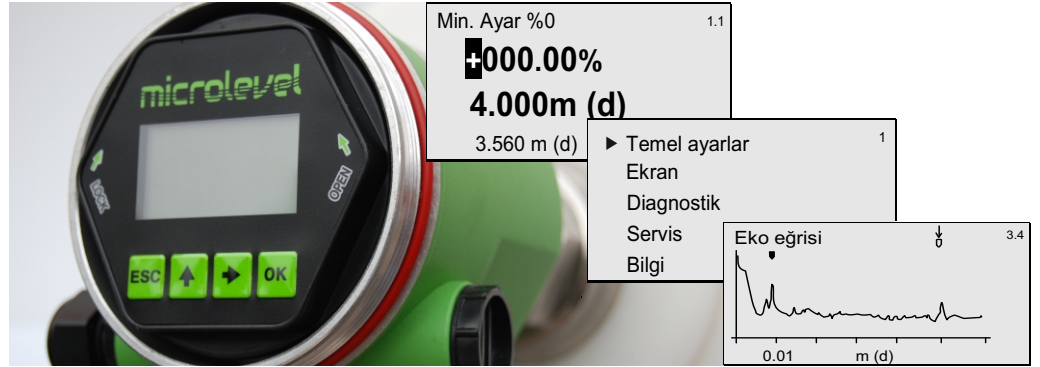 microlevel
LOCK
OPEN
ESC
OK
Min. Ayar %0 1.1
+000.00%
4.000m (d)
3.560 m (d)
Temel ayarlar 1
Ekran
Diagnostik
Servis
Bilgi
Eko eğrisi 3.4
0.01 m (d)